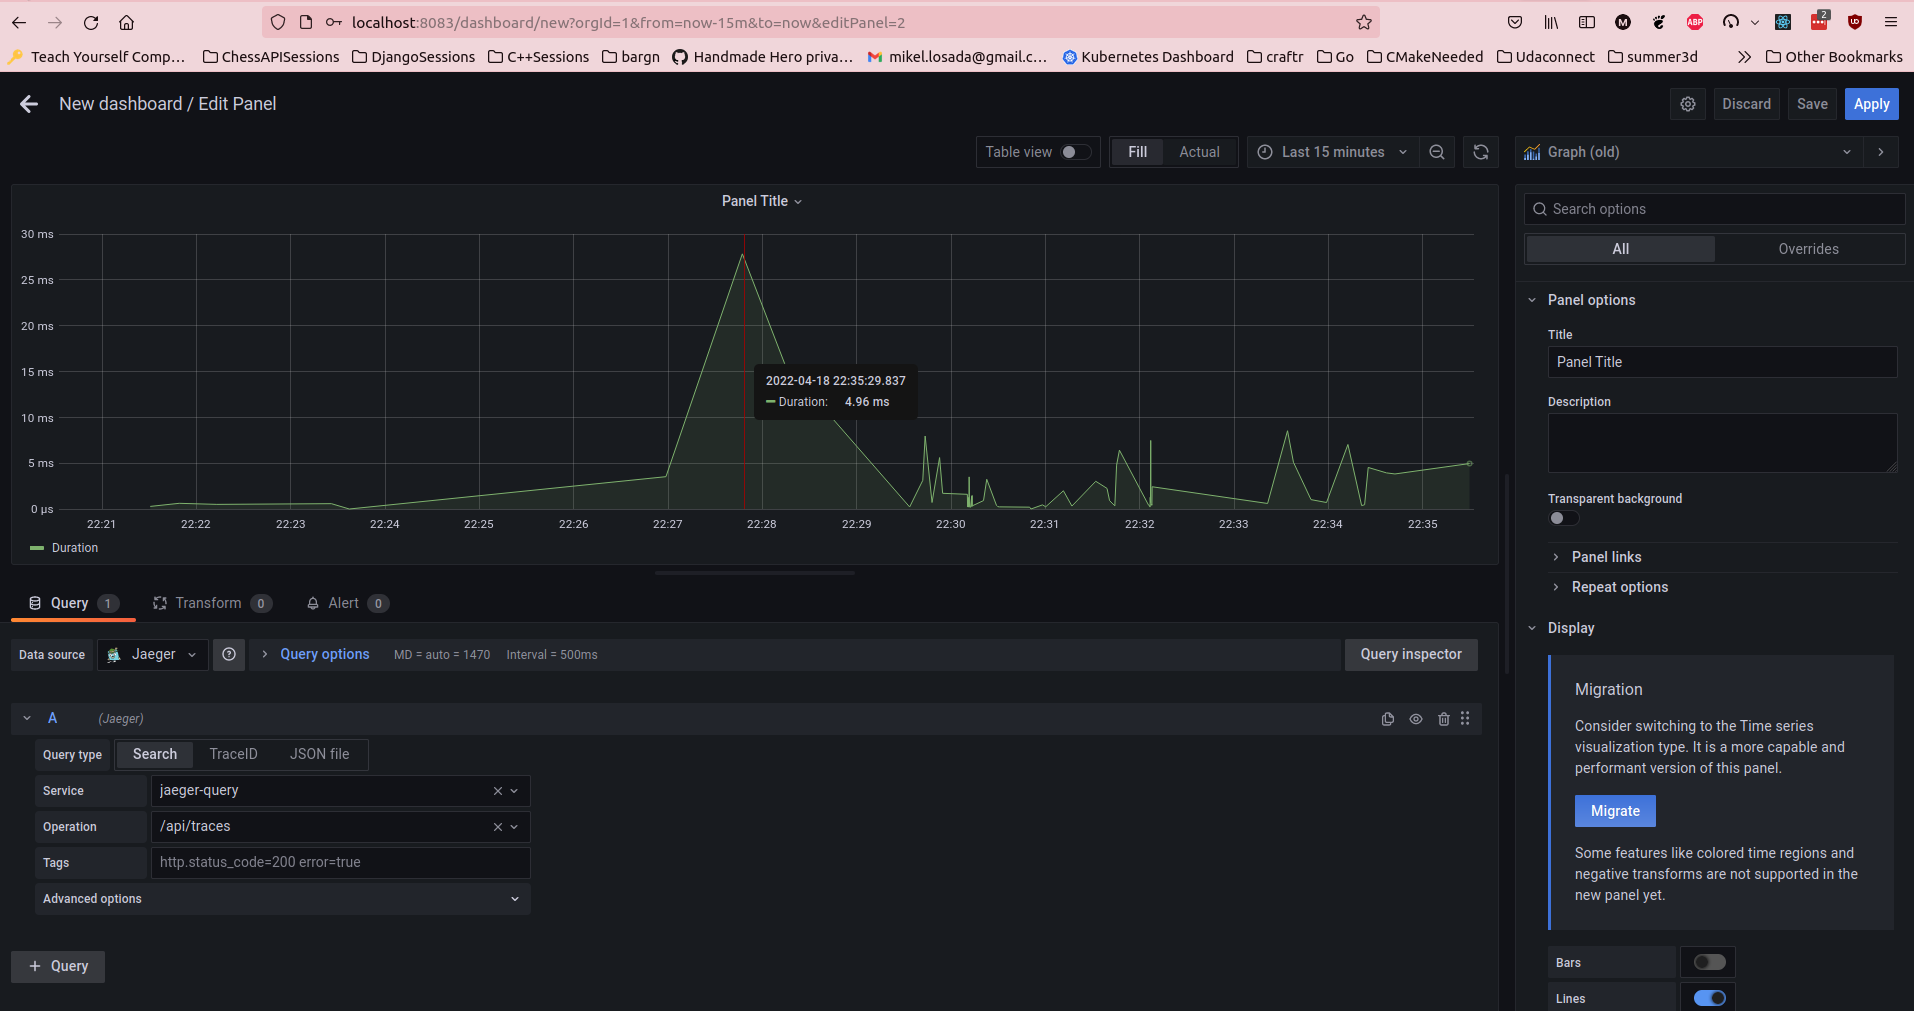 localhost:8083/dashboard/new?orgId=1&from=now-15m&to=now&editPanel=2
M ABP 2
Teach Yourself Comp… ChessAPISessions DjangoSessions C++Sessions bargn Handmade Hero priva… mikel.losada@gmail.c… Kubernetes Dashboard craftr Go CMakeNeeded Udaconnect summer3d Other Bookmarks
New dashboard / Edit Panel
Discard Save Apply
Table view Fill Actual Last 15 minutes Graph (old)
Panel Title
Search options
All Overrides
30 ms
25 ms
20 ms
15 ms
10 ms
5 ms
0 µs
2022-04-18 22:35:29.837
Duration: 4.96 ms
22:21 22:22 22:23 22:24 22:25 22:26 22:27 22:28 22:29 22:30 22:31 22:32 22:33 22:34 22:35
Duration
Panel options
Title
Panel Title
Description
Transparent background
Panel links
Repeat options
Display
Migration
Consider switching to the Time series
visualization type. It is a more capable and
performant version of this panel.
Migrate
Some features like colored time regions and
negative transforms are not supported in the
new panel yet.
Bars
Lines
Query 1 Transform 0 Alert 0
Data source Jaeger Query options MD = auto = 1470 Interval = 500ms Query inspector
A (Jaeger)
Query type Search TraceID JSON file
Service jaeger-query
Operation /api/traces
Tags http.status_code=200 error=true
Advanced options
+ Query